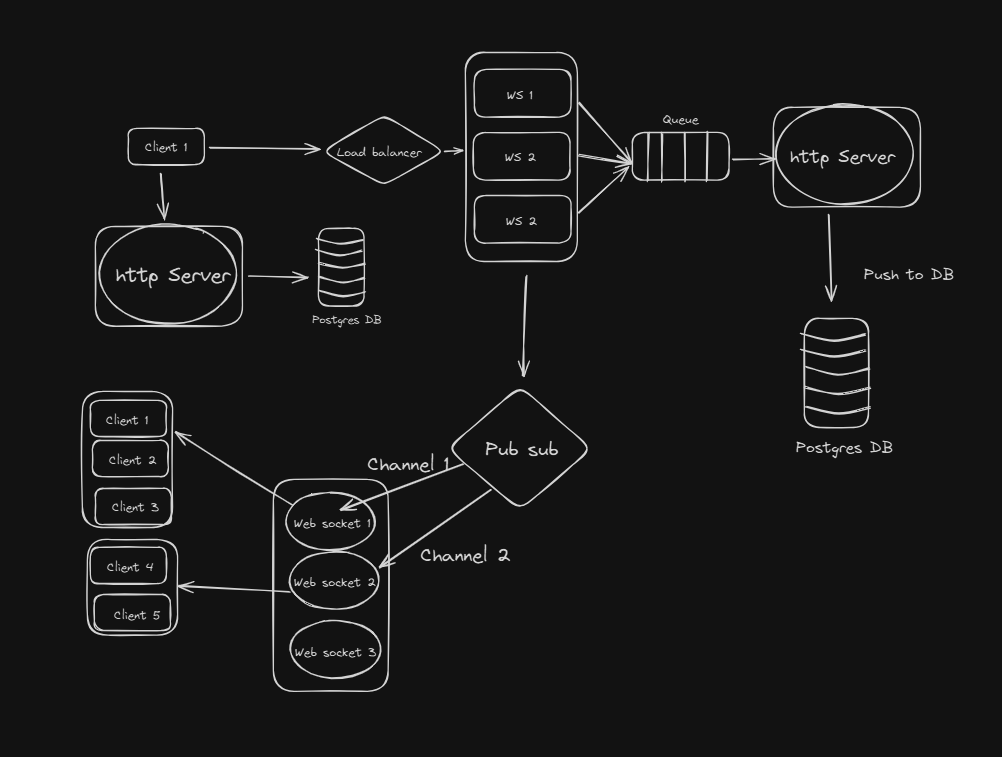 WS 1
Queue
Client 1
Load balancer
WS 2
http Server
WS 2
http Server
Push to DB
Postgres DB
Client 1
Pub sub
Postgres DB
Client 2
Channel 1
Client 3
Web socket 1
Channel 2
Client 4
Web socket 2
Client 5
Web socket 3